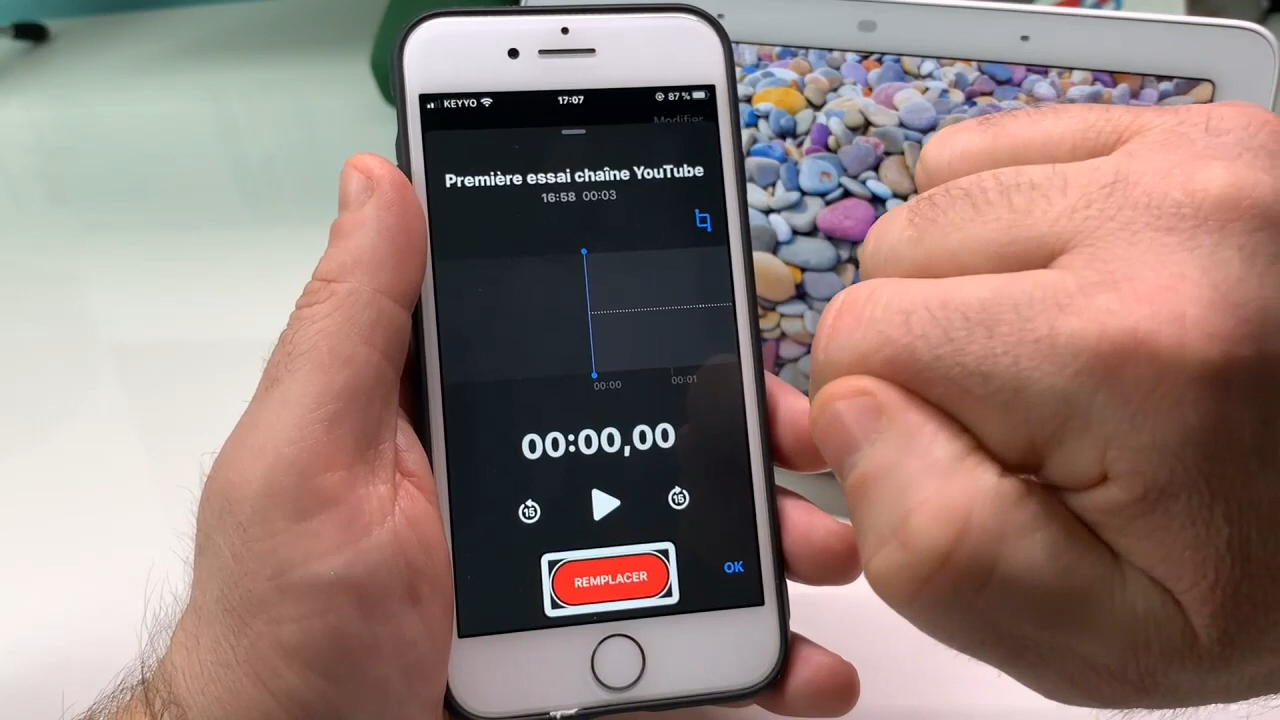 KEYYO 17:07 87 %
Modifier
Première essai chaîne YouTube
16:58 00:03
00:00 00:01
00:00,00
15 15
REMPLACER
OK